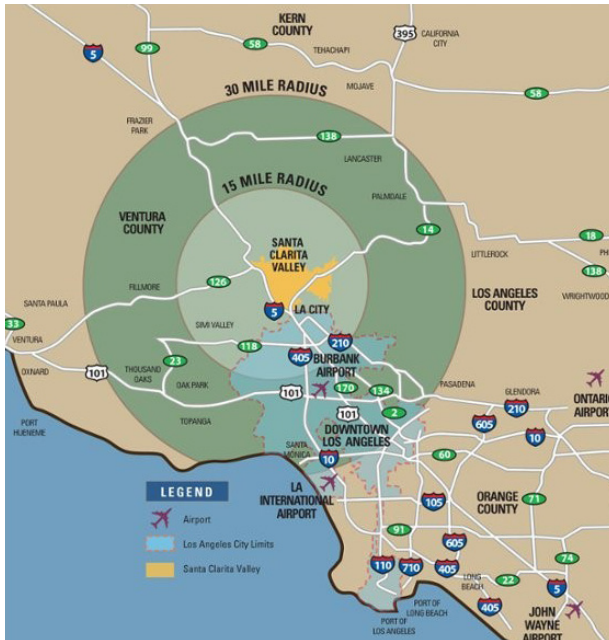 KERN
COUNTY
395
CALIFORNIA
CITY
99
58
5
TEHACHAPI
30 MILE RADIUS
MOJAVE
58
FRAZIER
PARK
138
LANCASTER
15 MILE RADIUS
PALMDALE
VENTURA
COUNTY
14
SANTA
CLARITA
VALLEY
18
LITTLEROCK
138
126
FILLMORE
LOS ANGELES
COUNTY
WRIGHTWOOD
SANTA PAULA
LA CITY
5
33
SIMI VALLEY
VENTURA
118
210
405
BURBANK
AIRPORT
23
101
OXNARD
THOUSAND
OAKS
OAK PARK
101
170
134
PASADENA
GLENDORA
ONTARIO
AIRPORT
210
2
101
PORT
HUENEME
TOPANGA
DOWNTOWN
LOS ANGELES
605
10
SANTA
MONICA
10
60
LEGEND
LA
INTERNATIONAL
AIRPORT
ORANGE
COUNTY
71
105
Airport
91
Los Angeles City Limits
605
74
Santa Clarita Valley
110
710
405
LONG
BEACH
22
5
PORT OF
LONG BEACH
405
JOHN
WAYNE
AIRPORT
PORT OF
LOS ANGELES